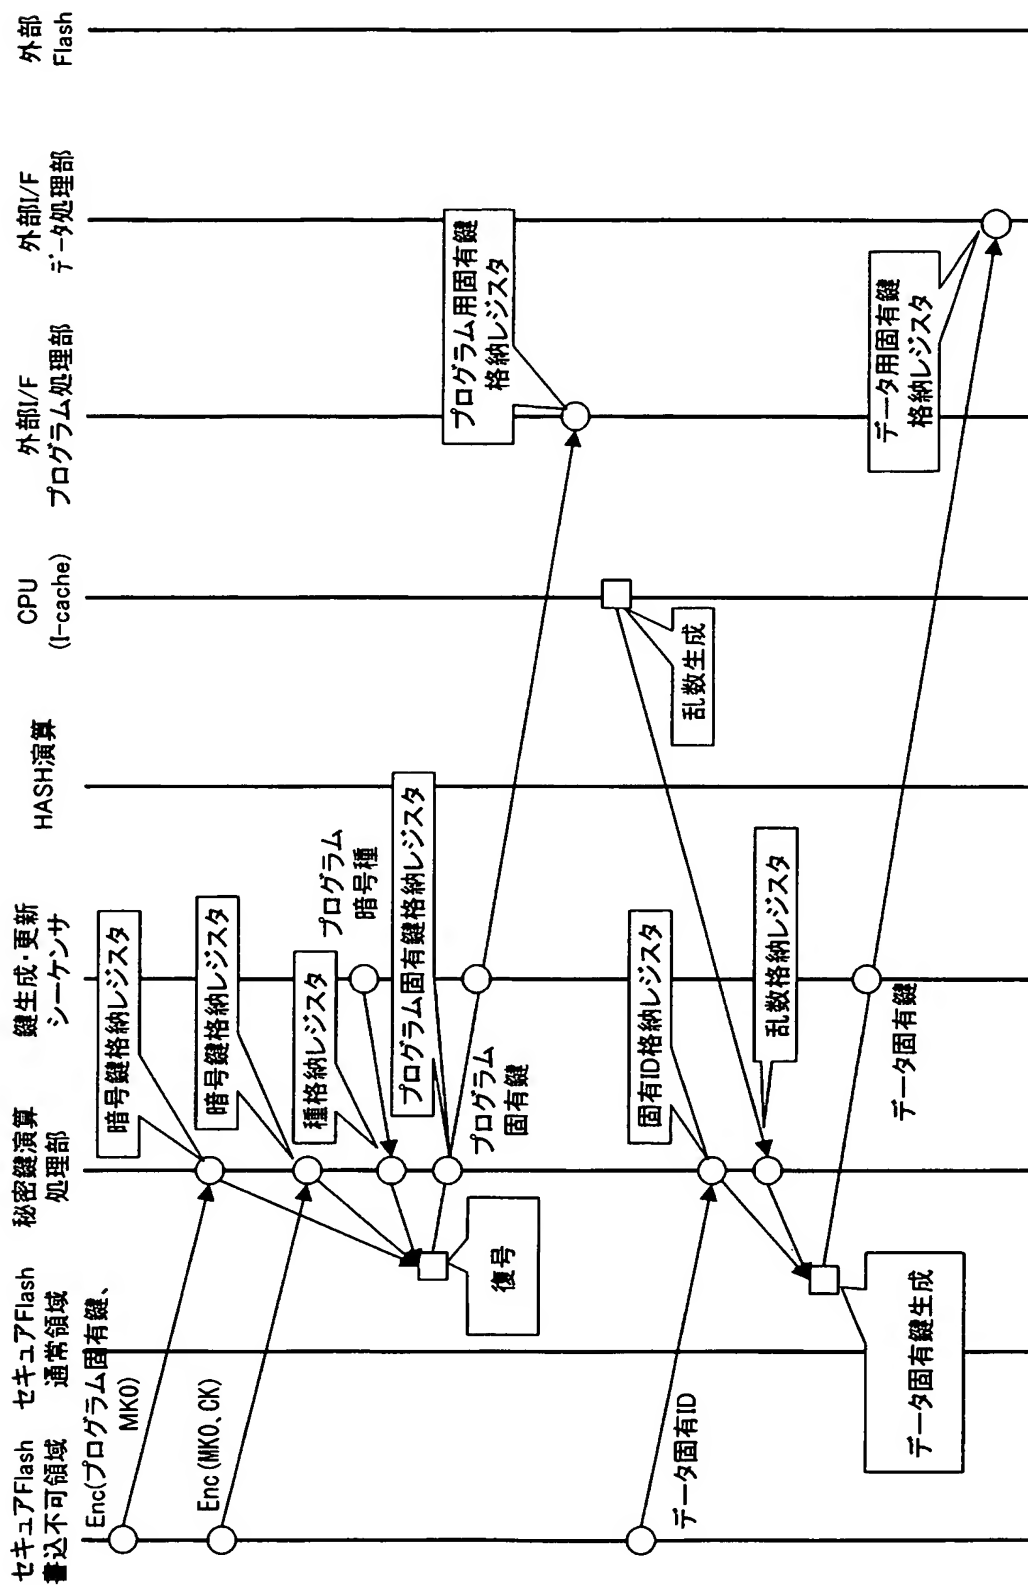 セキュアFlash
書込不可領域
セキュアFlash
通常領域
秘密鍵演算
処理部
鍵生成・更新
シーケンサ
HASH演算
CPU
(I-cache)
外部I/F
プログラム処理部
外部I/F
データ処理部
外部
Flash
Enc(プログラム固有鍵、
MK0)
暗号鍵格納レジスタ
Enc(MK0、CK)
暗号鍵格納レジスタ
種格納レジスタ
プログラム
暗号種
プログラム固有鍵格納レジスタ
プログラム
固有鍵
復号
プログラム用固有鍵
格納レジスタ
乱数生成
データ固有ID
固有ID格納レジスタ
乱数格納レジスタ
データ固有鍵生成
データ固有鍵
データ用固有鍵
格納レジスタ